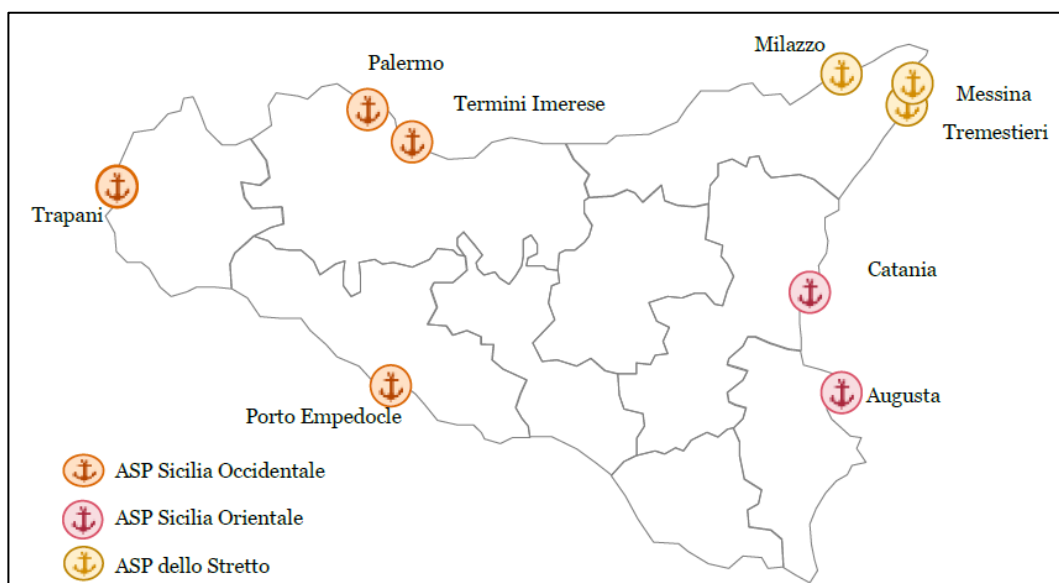 Milazzo
Palermo
Messina
Termini Imerese
Tremestieri
Trapani
Catania
Augusta
Porto Empedocle
ASP Sicilia Occidentale
ASP Sicilia Orientale
ASP dello Stretto